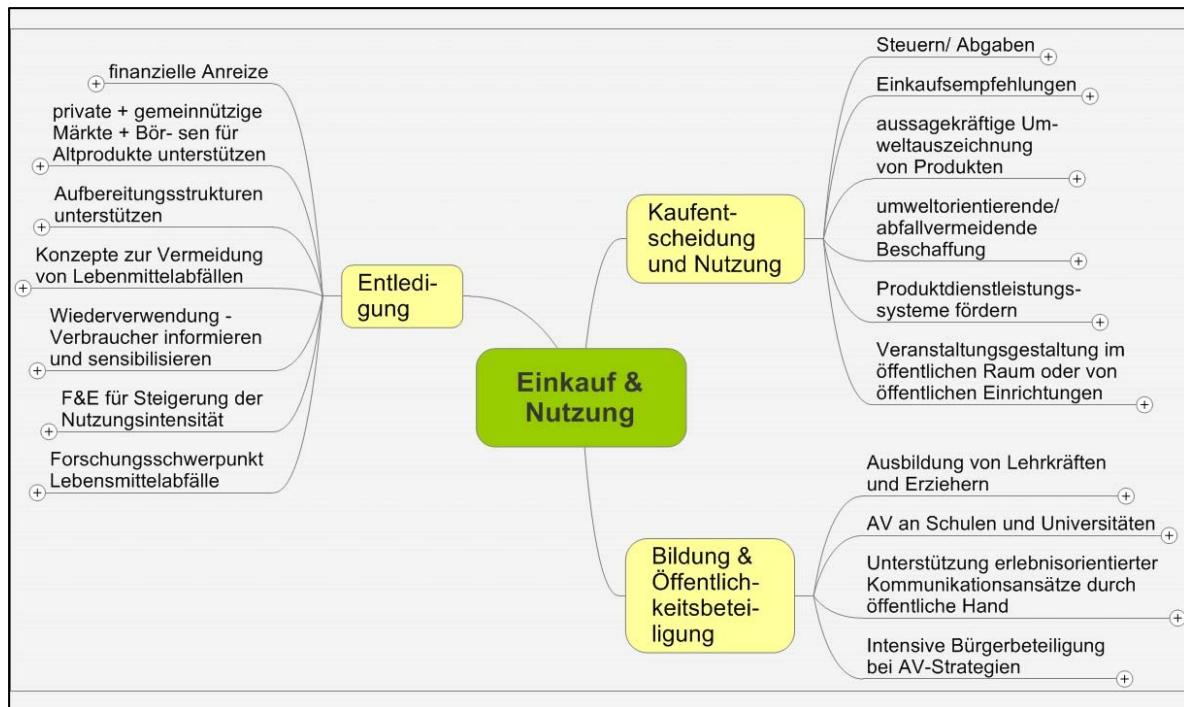 finanzielle Anreize
private + gemeinnützige
Märkte + Bör- sen für
Altprodukte unterstützen
Aufbereitungsstrukturen
unterstützen
Konzepte zur Vermeidung
von Lebenmittelabfällen
Wiederverwendung -
Verbraucher informieren
und sensibilisieren
F&E für Steigerung der
Nutzungsintensität
Forschungsschwerpunkt
Lebensmittelabfälle
Entledi-
gung
Einkauf &
Nutzung
Kaufent-
scheidung
und Nutzung
Steuern/ Abgaben
Einkaufsempfehlungen
aussagekräftige Um-
weltauszeichnung
von Produkten
umweltorientierende/
abfallvermeidende
Beschaffung
Produktdienstleistungs-
systeme fördern
Veranstaltungsgestaltung im
öffentlichen Raum oder von
öffentlichen Einrichtungen
Bildung &
Öffentlich-
keitsbetei-
ligung
Ausbildung von Lehrkräften
und Erziehern
AV an Schulen und Universitäten
Unterstützung erlebnisorientierter
Kommunikationsansätze durch
öffentliche Hand
Intensive Bürgerbeteiligung
bei AV-Strategien